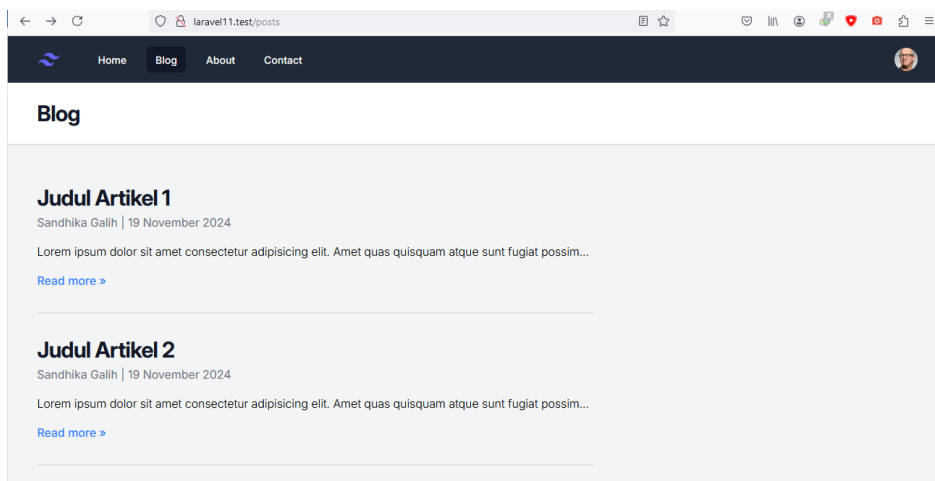 laravel11.test/posts
Home Blog About Contact
Blog
Judul Artikel 1
Sandhika Galih | 19 November 2024
Lorem ipsum dolor sit amet consectetur adipisicing elit. Amet quas quisquam atque sunt fugiat possim...
Read more »
Judul Artikel 2
Sandhika Galih | 19 November 2024
Lorem ipsum dolor sit amet consectetur adipisicing elit. Amet quas quisquam atque sunt fugiat possim...
Read more »